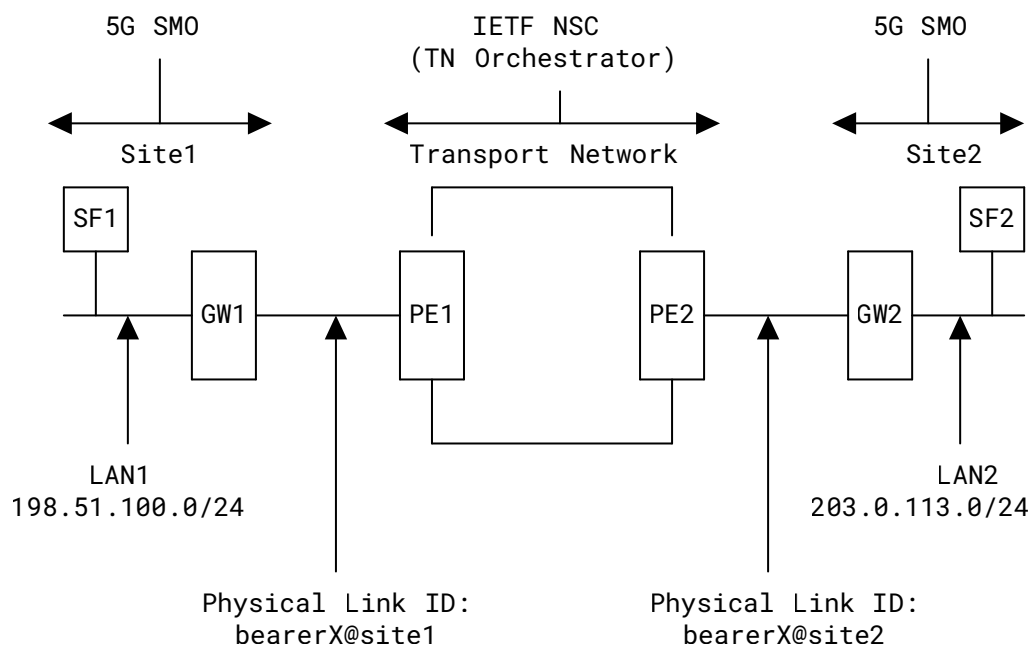 5G SMO
IETF NSC
(TN Orchestrator)
5G SMO
Site1
Transport Network
Site2
SF1
SF2
GW1
PE1
PE2
GW2
LAN1
198.51.100.0/24
LAN2
203.0.113.0/24
Physical Link ID:
bearerX@site1
Physical Link ID:
bearerX@site2